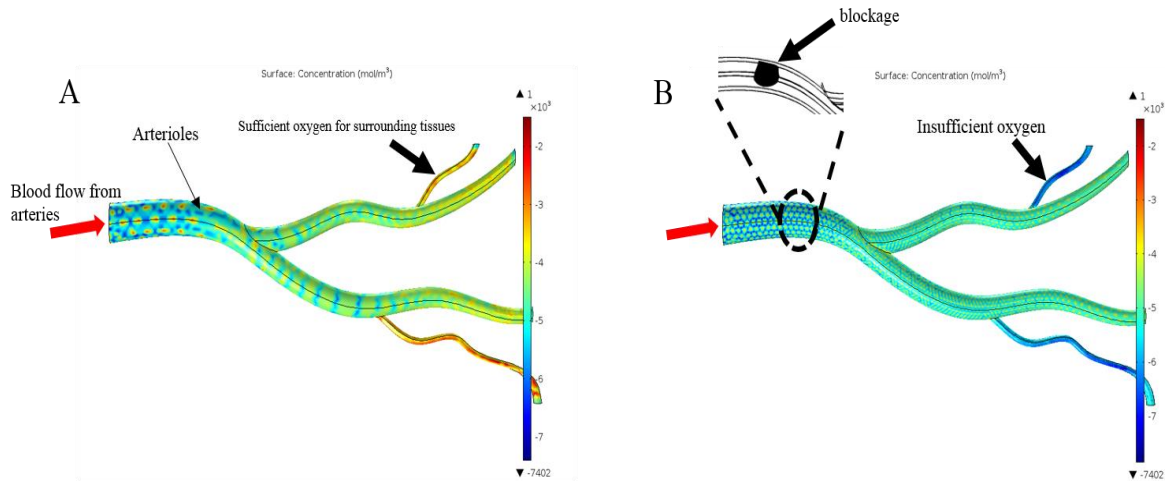 A
Surface: Concentration (mol/m³)
Arterioles
Sufficient oxygen for surrounding tissues
Blood flow from
arteries
▲ 1
×10³
-2
-3
-4
-5
-6
-7
▼ -7402
blockage
B
Surface: Concentration (mol/m³)
Insufficient oxygen
▲ 1
×10³
-2
-3
-4
-5
-6
-7
▼ -7402